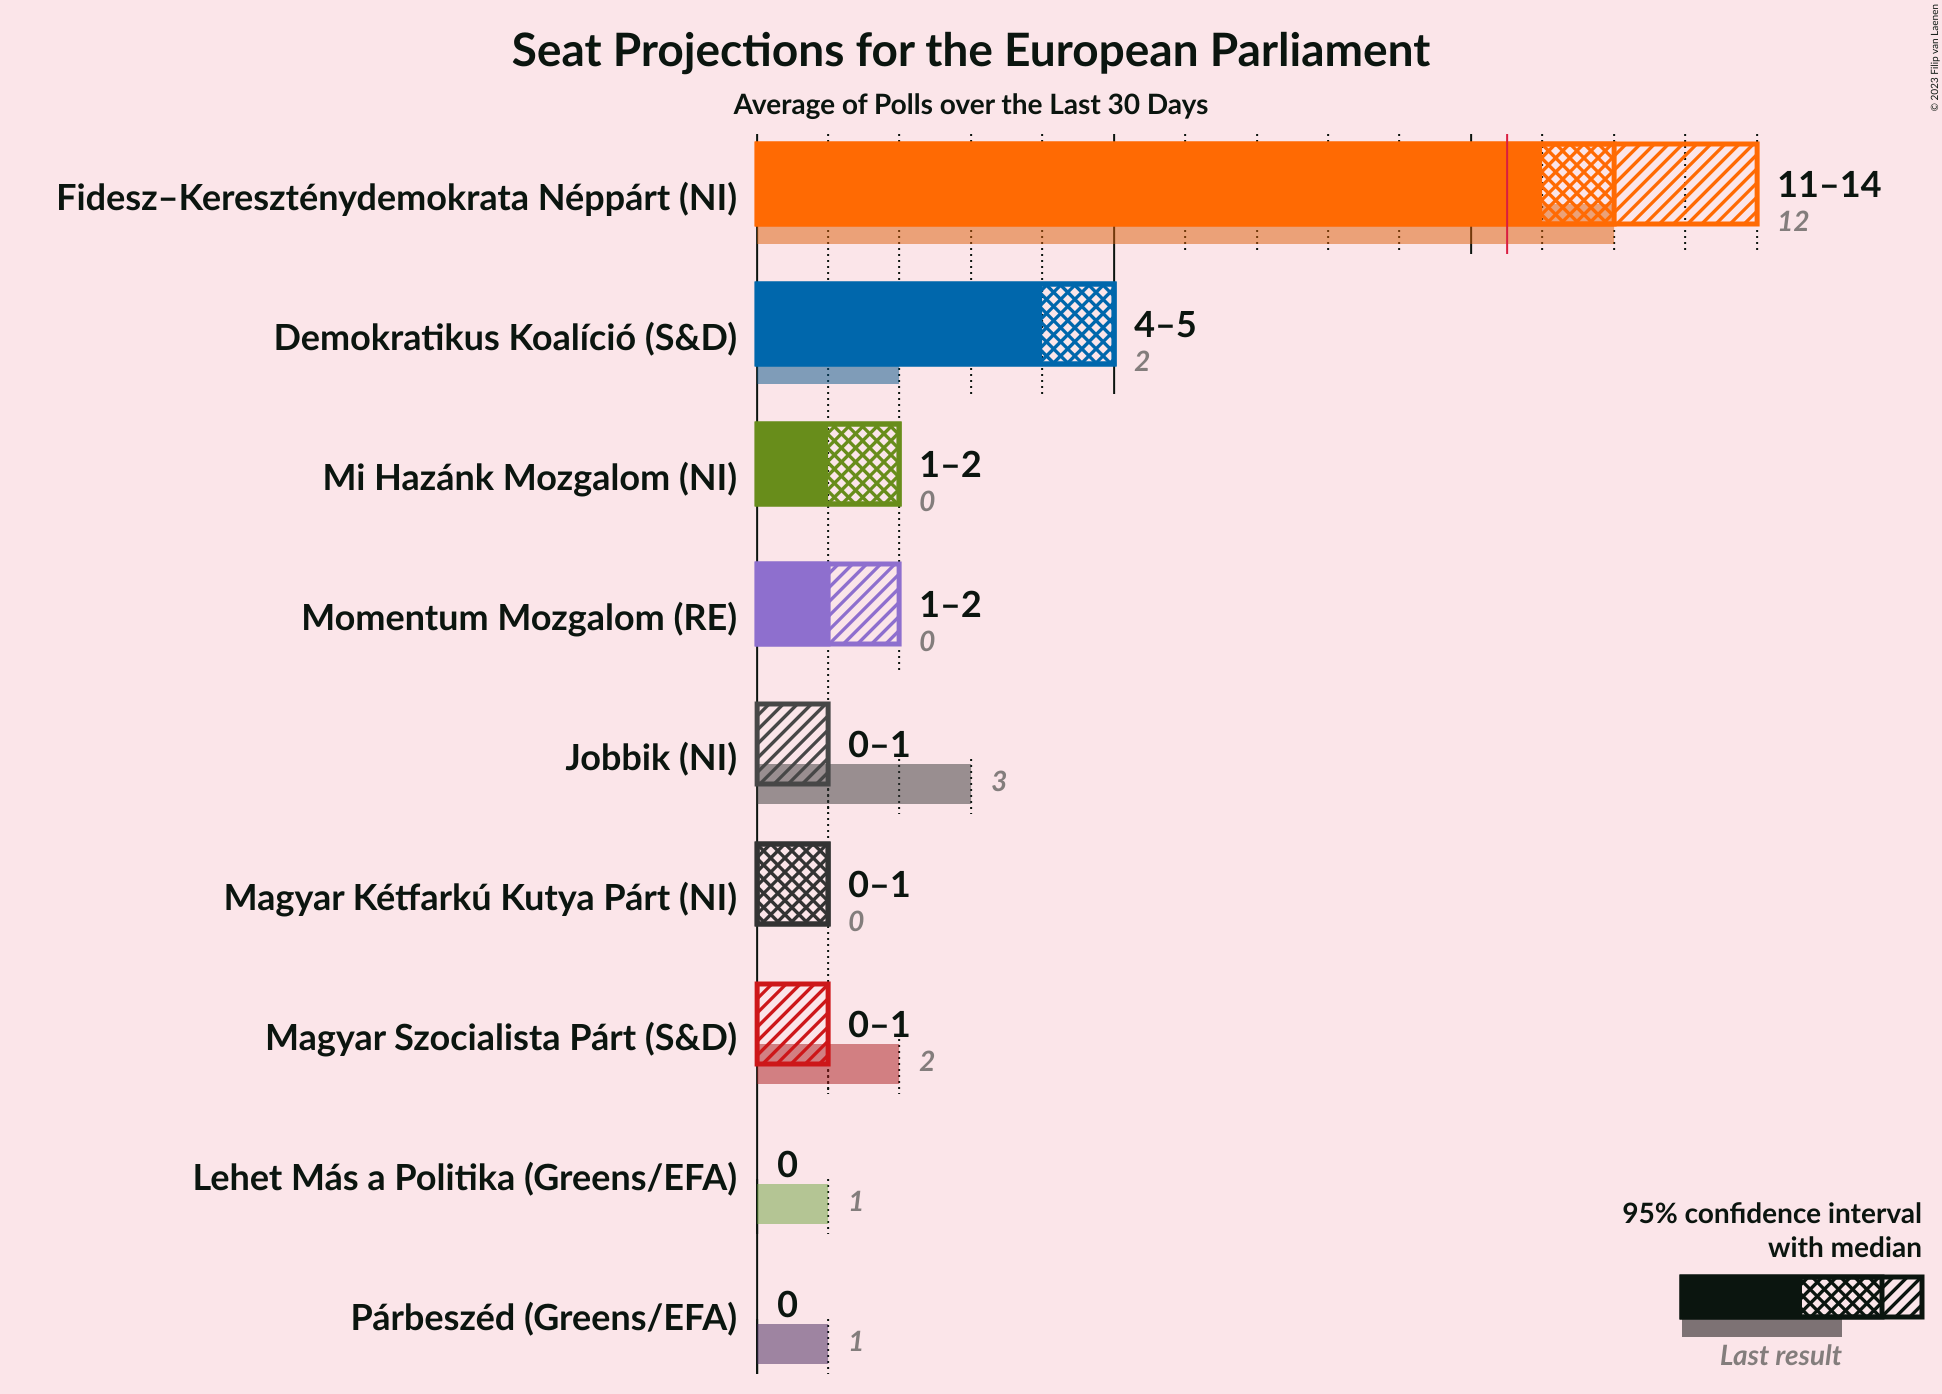 Seat Projections for the European Parliament
Average of Polls over the Last 30 Days
© 2023 Filip van Laenen
Fidesz–Kereszténydemokrata Néppárt (NI)
11–14
12
Demokratikus Koalíció (S&D)
4–5
2
Mi Hazánk Mozgalom (NI)
1–2
0
Momentum Mozgalom (RE)
1–2
0
Jobbik (NI)
0–1
3
Magyar Kétfarkú Kutya Párt (NI)
0–1
0
Magyar Szocialista Párt (S&D)
0–1
2
Lehet Más a Politika (Greens/EFA)
0
1
Párbeszéd (Greens/EFA)
0
1
95% confidence interval
with median
Last result